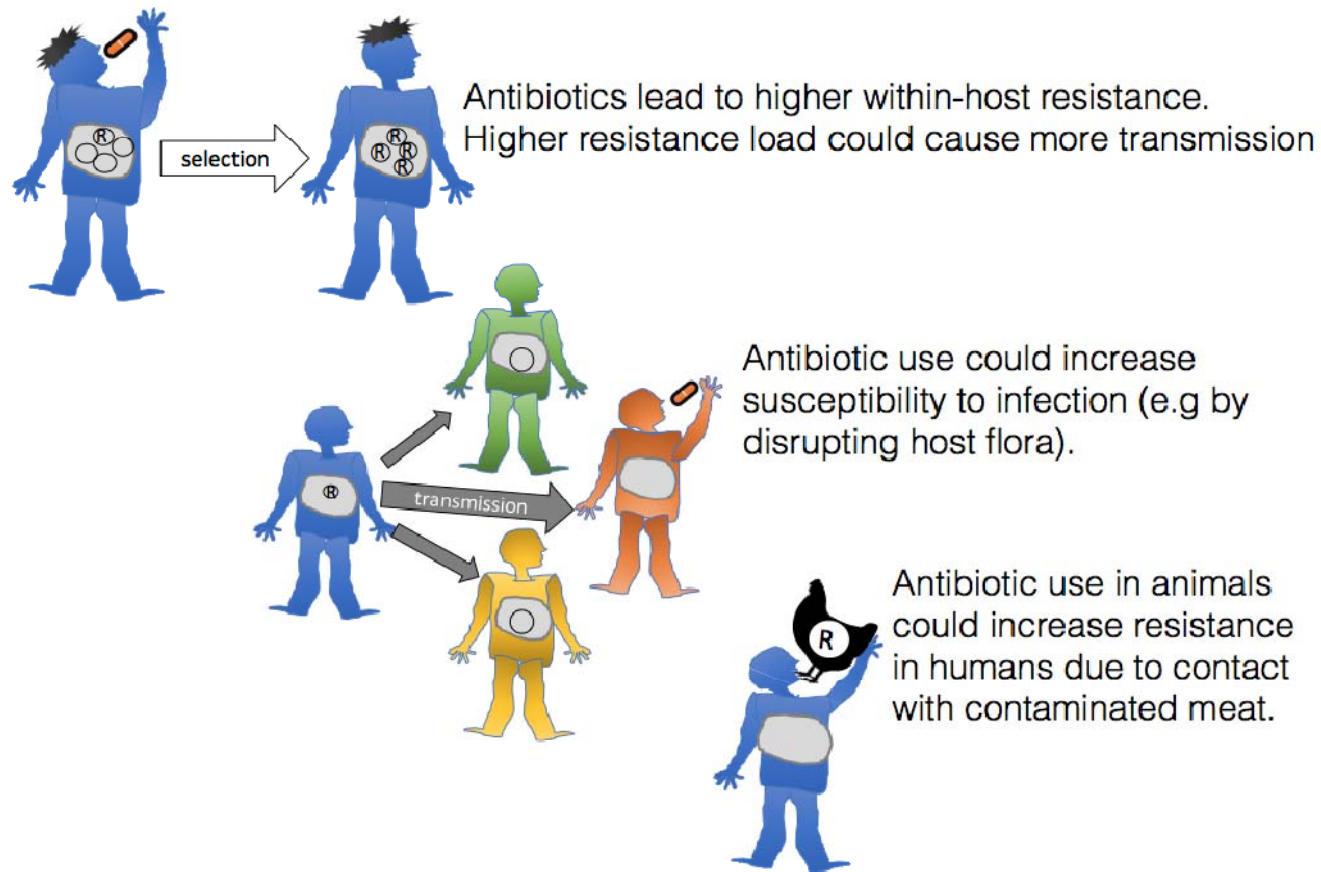 Antibiotics lead to higher within-host resistance.
Higher resistance load could cause more transmission
R
selection
R
R R
R
Antibiotic use could increase
susceptibility to infection (e.g by
disrupting host flora).
R
transmission
Antibiotic use in animals
could increase resistance
in humans due to contact
with contaminated meat.
R